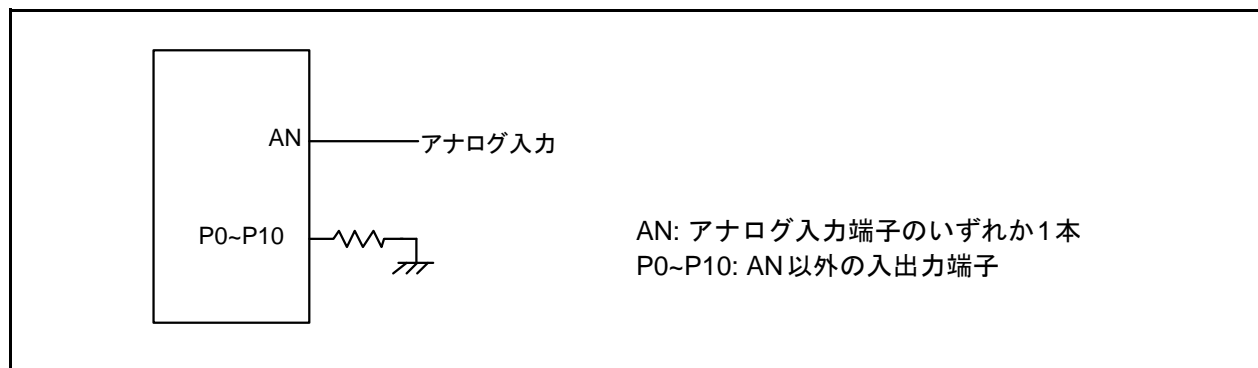 AN
アナログ入力
P0~P10
AN: アナログ入力端子のいずれか1本
P0~P10: AN以外の入出力端子